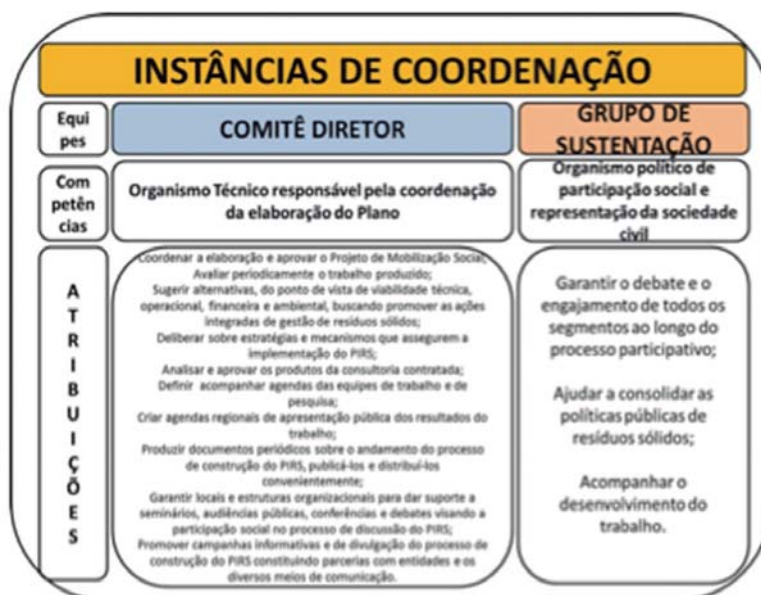 INSTÂNCIAS DE COORDENAÇÃO
Equi
pes
COMITÊ DIRETOR
GRUPO DE
SUSTENTAÇÃO
Com
petên
cias
Organismo Técnico responsável pela coordenação
da elaboração do Plano
Organismo político de
participação social e
representação da sociedade
civil
A
T
R
I
B
U
I
Ç
Õ
E
S
Coordenar a elaboração e aprovar o Projeto de Mobilização Social;
Avaliar periodicamente o trabalho produzido;
Sugerir alternativas, do ponto de vista de viabilidade técnica,
operacional, financeira e ambiental, buscando promover as ações
integradas de gestão de resíduos sólidos;
Deliberar sobre estratégias e mecanismos que assegurem a
implementação do PIRS;
Analisar e aprovar os produtos da consultoria contratada;
Definir acompanhar agendas das equipes de trabalho e de
pesquisa;
Criar agendas regionais de apresentação pública dos resultados do
trabalho;
Produzir documentos periódicos sobre o andamento do processo
de construção do PIRS, publicá-los e distribuí-los
convenientemente;
Garantir locais e estruturas organizacionais para dar suporte a
seminários, audiências públicas, conferências e debates visando a
participação social no processo de discussão do PIRS;
Promover campanhas informativas e de divulgação do processo de
construção do PIRS constituindo parcerias com entidades e os
diversos meios de comunicação.
Garantir o debate e o
engajamento de todos os
segmentos ao longo do
processo participativo;
Ajudar a consolidar as
políticas públicas de
resíduos sólidos;
Acompanhar o
desenvolvimento do
trabalho.